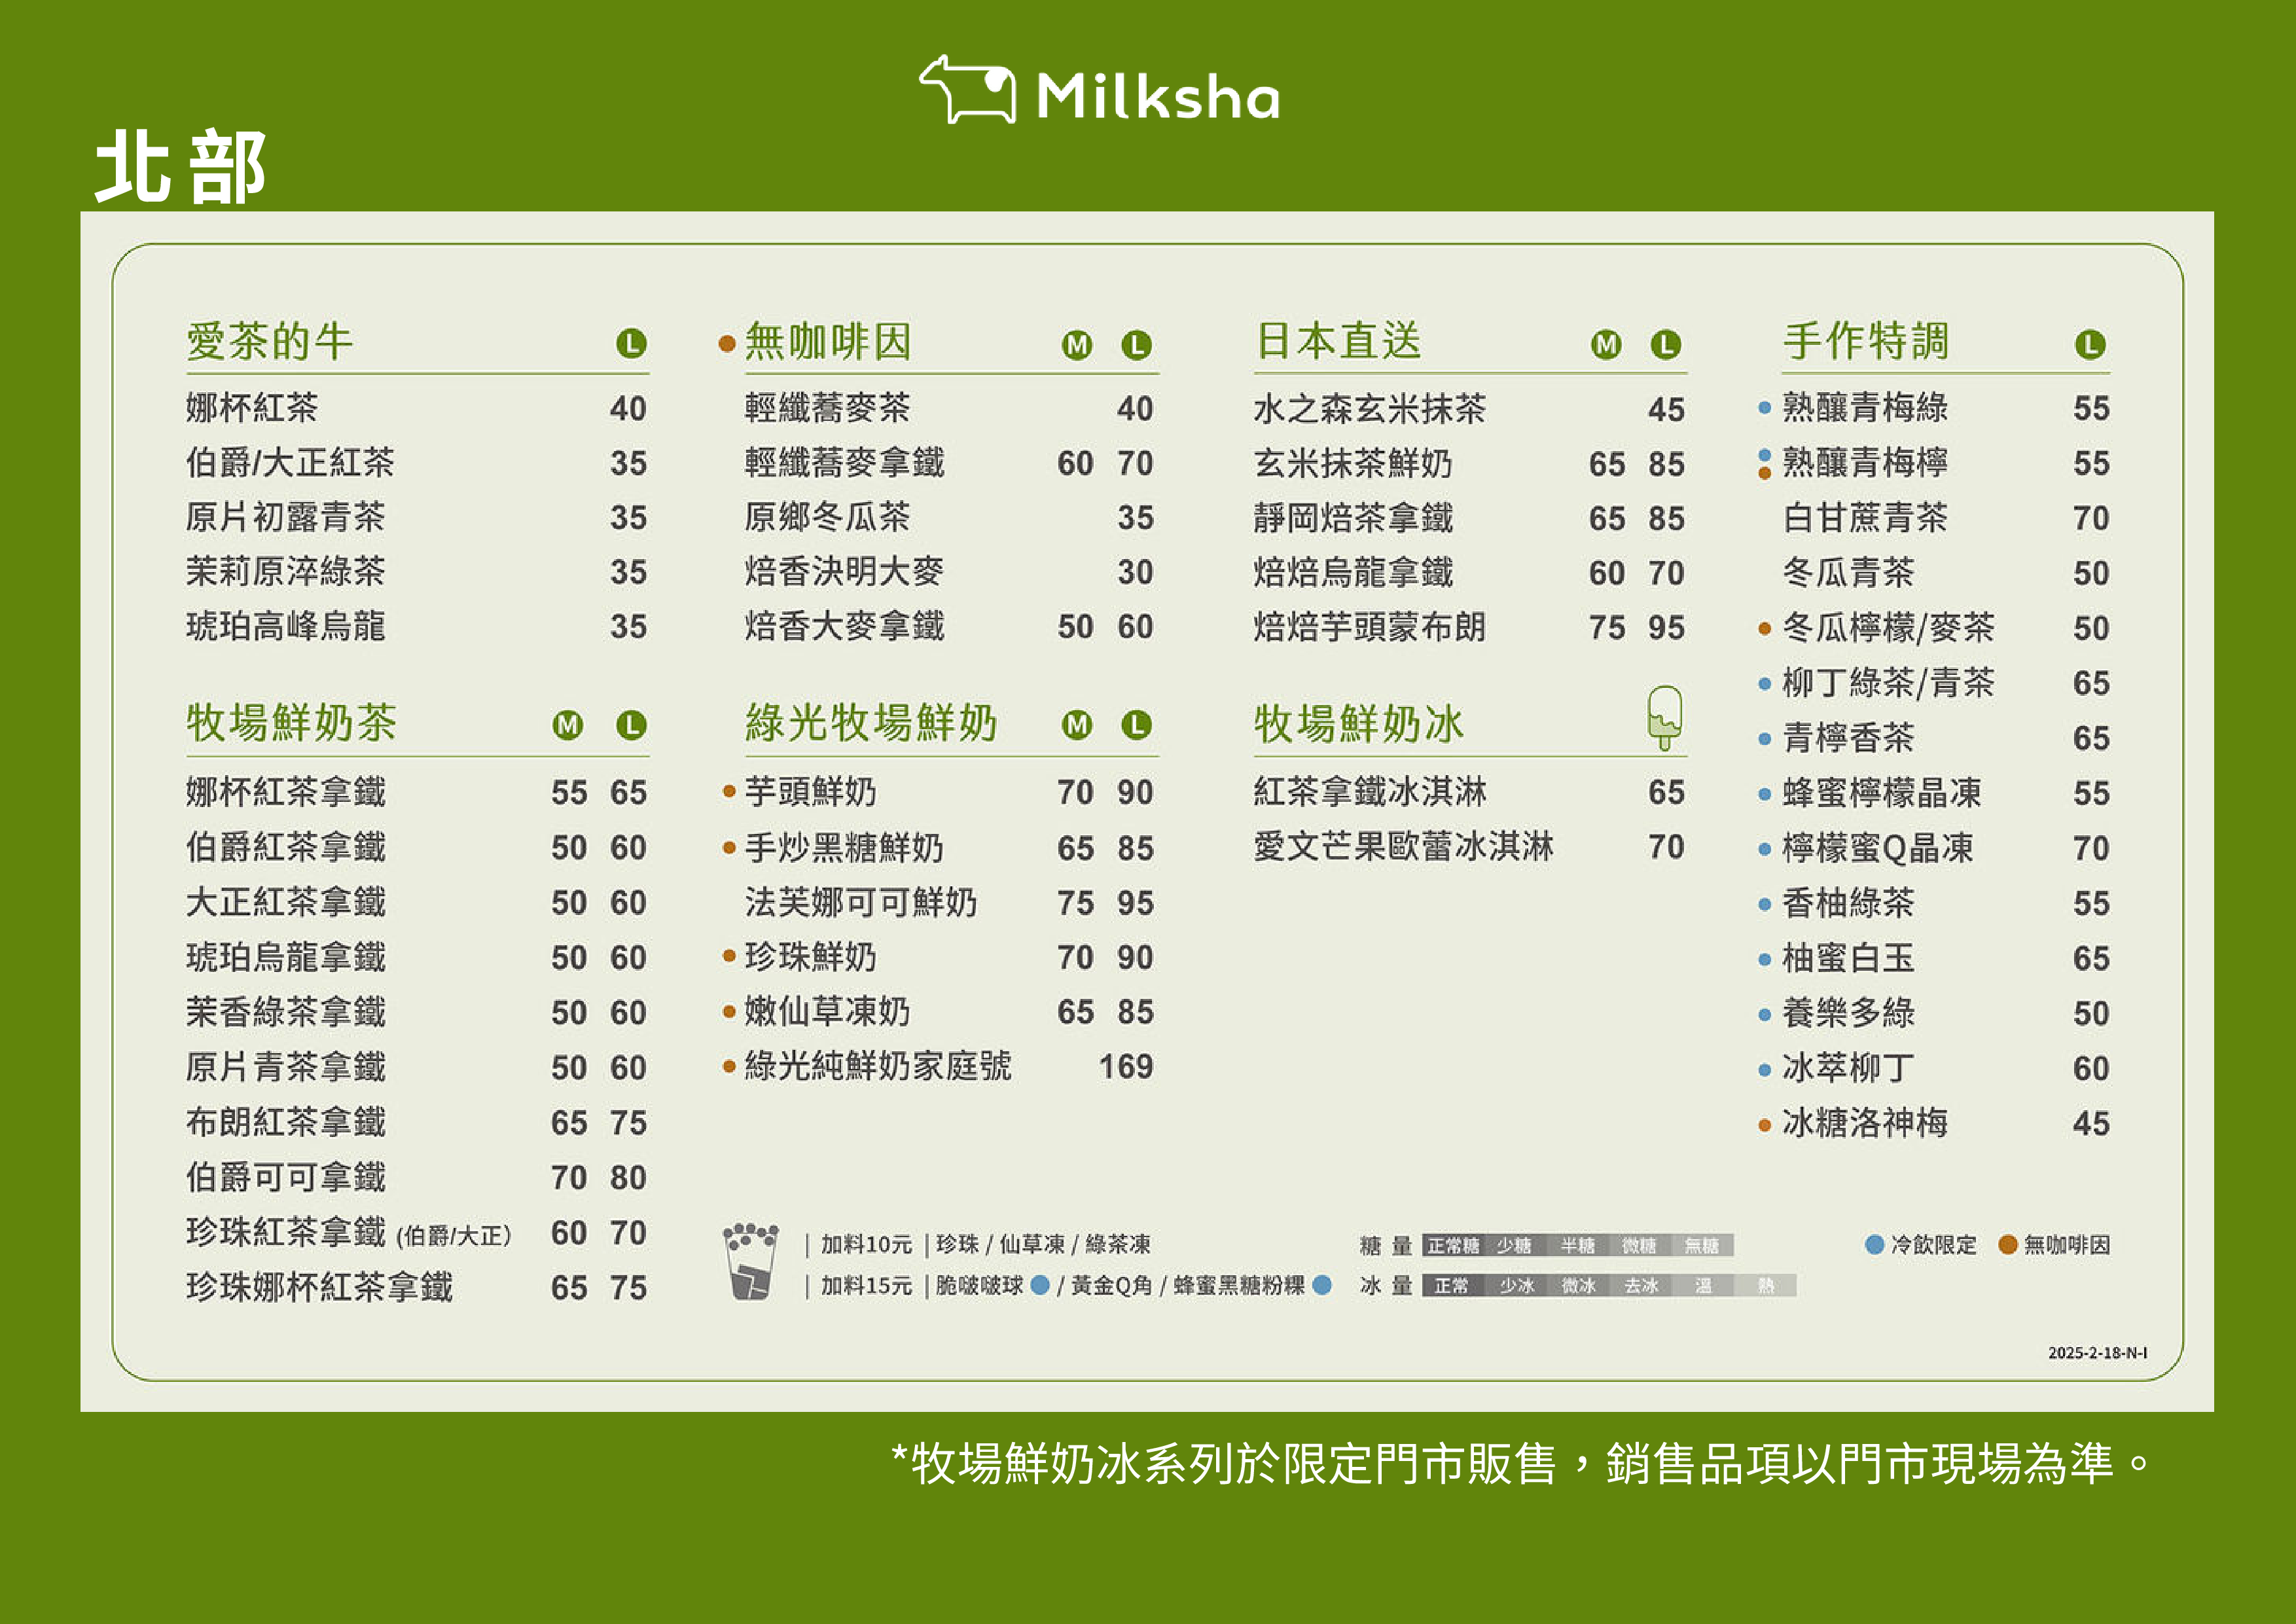 Milksha
北部
愛茶的牛 L
娜杯紅茶 40
伯爵/大正紅茶 35
原片初露青茶 35
茉莉原淬綠茶 35
琥珀高峰烏龍 35
牧場鮮奶茶 M L
娜杯紅茶拿鐵 55 65
伯爵紅茶拿鐵 50 60
大正紅茶拿鐵 50 60
琥珀烏龍拿鐵 50 60
茉香綠茶拿鐵 50 60
原片青茶拿鐵 50 60
布朗紅茶拿鐵 65 75
伯爵可可拿鐵 70 80
珍珠紅茶拿鐵 (伯爵/大正) 60 70
珍珠娜杯紅茶拿鐵 65 75
無咖啡因 M L
輕纖蕎麥茶 40
輕纖蕎麥拿鐵 60 70
原鄉冬瓜茶 35
焙香決明大麥 30
焙香大麥拿鐵 50 60
綠光牧場鮮奶 M L
芋頭鮮奶 70 90
手炒黑糖鮮奶 65 85
法芙娜可可鮮奶 75 95
珍珠鮮奶 70 90
嫩仙草凍奶 65 85
綠光純鮮奶家庭號 169
日本直送 M L
水之森玄米抹茶 45
玄米抹茶鮮奶 65 85
靜岡焙茶拿鐵 65 85
焙焙烏龍拿鐵 60 70
焙焙芋頭蒙布朗 75 95
牧場鮮奶冰
紅茶拿鐵冰淇淋 65
愛文芒果歐蕾冰淇淋 70
手作特調 L
熟釀青梅綠 55
熟釀青梅檸 55
白甘蔗青茶 70
冬瓜青茶 50
冬瓜檸檬/麥茶 50
柳丁綠茶/青茶 65
青檸香茶 65
蜂蜜檸檬晶凍 55
檸檬蜜Q晶凍 70
香柚綠茶 55
柚蜜白玉 65
養樂多綠 50
冰萃柳丁 60
冰糖洛神梅 45
| 加料10元 | 珍珠 / 仙草凍 / 綠茶凍
| 加料15元 | 脆啵啵球 / 黃金Q角 / 蜂蜜黑糖粉粿
糖量 正常糖 少糖 半糖 微糖 無糖
冰量 正常 少冰 微冰 去冰 溫 熱
冷飲限定 無咖啡因
2025-2-18-N-I
*牧場鮮奶冰系列於限定門市販售，銷售品項以門市現場為準。